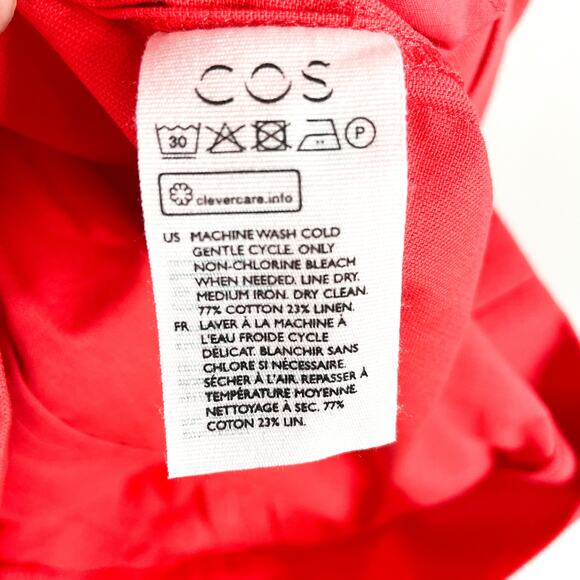 COS
30 P
clevercare.info
US MACHINE WASH COLD
GENTLE CYCLE. ONLY
NON-CHLORINE BLEACH
WHEN NEEDED. LINE DRY.
MEDIUM IRON. DRY CLEAN.
77% COTTON 23% LINEN.
FR LAVER À LA MACHINE À
L'EAU FROIDE CYCLE
DÉLICAT. BLANCHIR SANS
CHLORE SI NÉCESSAIRE.
SÉCHER À L'AIR. REPASSER À
TEMPÉRATURE MOYENNE.
NETTOYAGE À SEC. 77%
COTON 23% LIN.